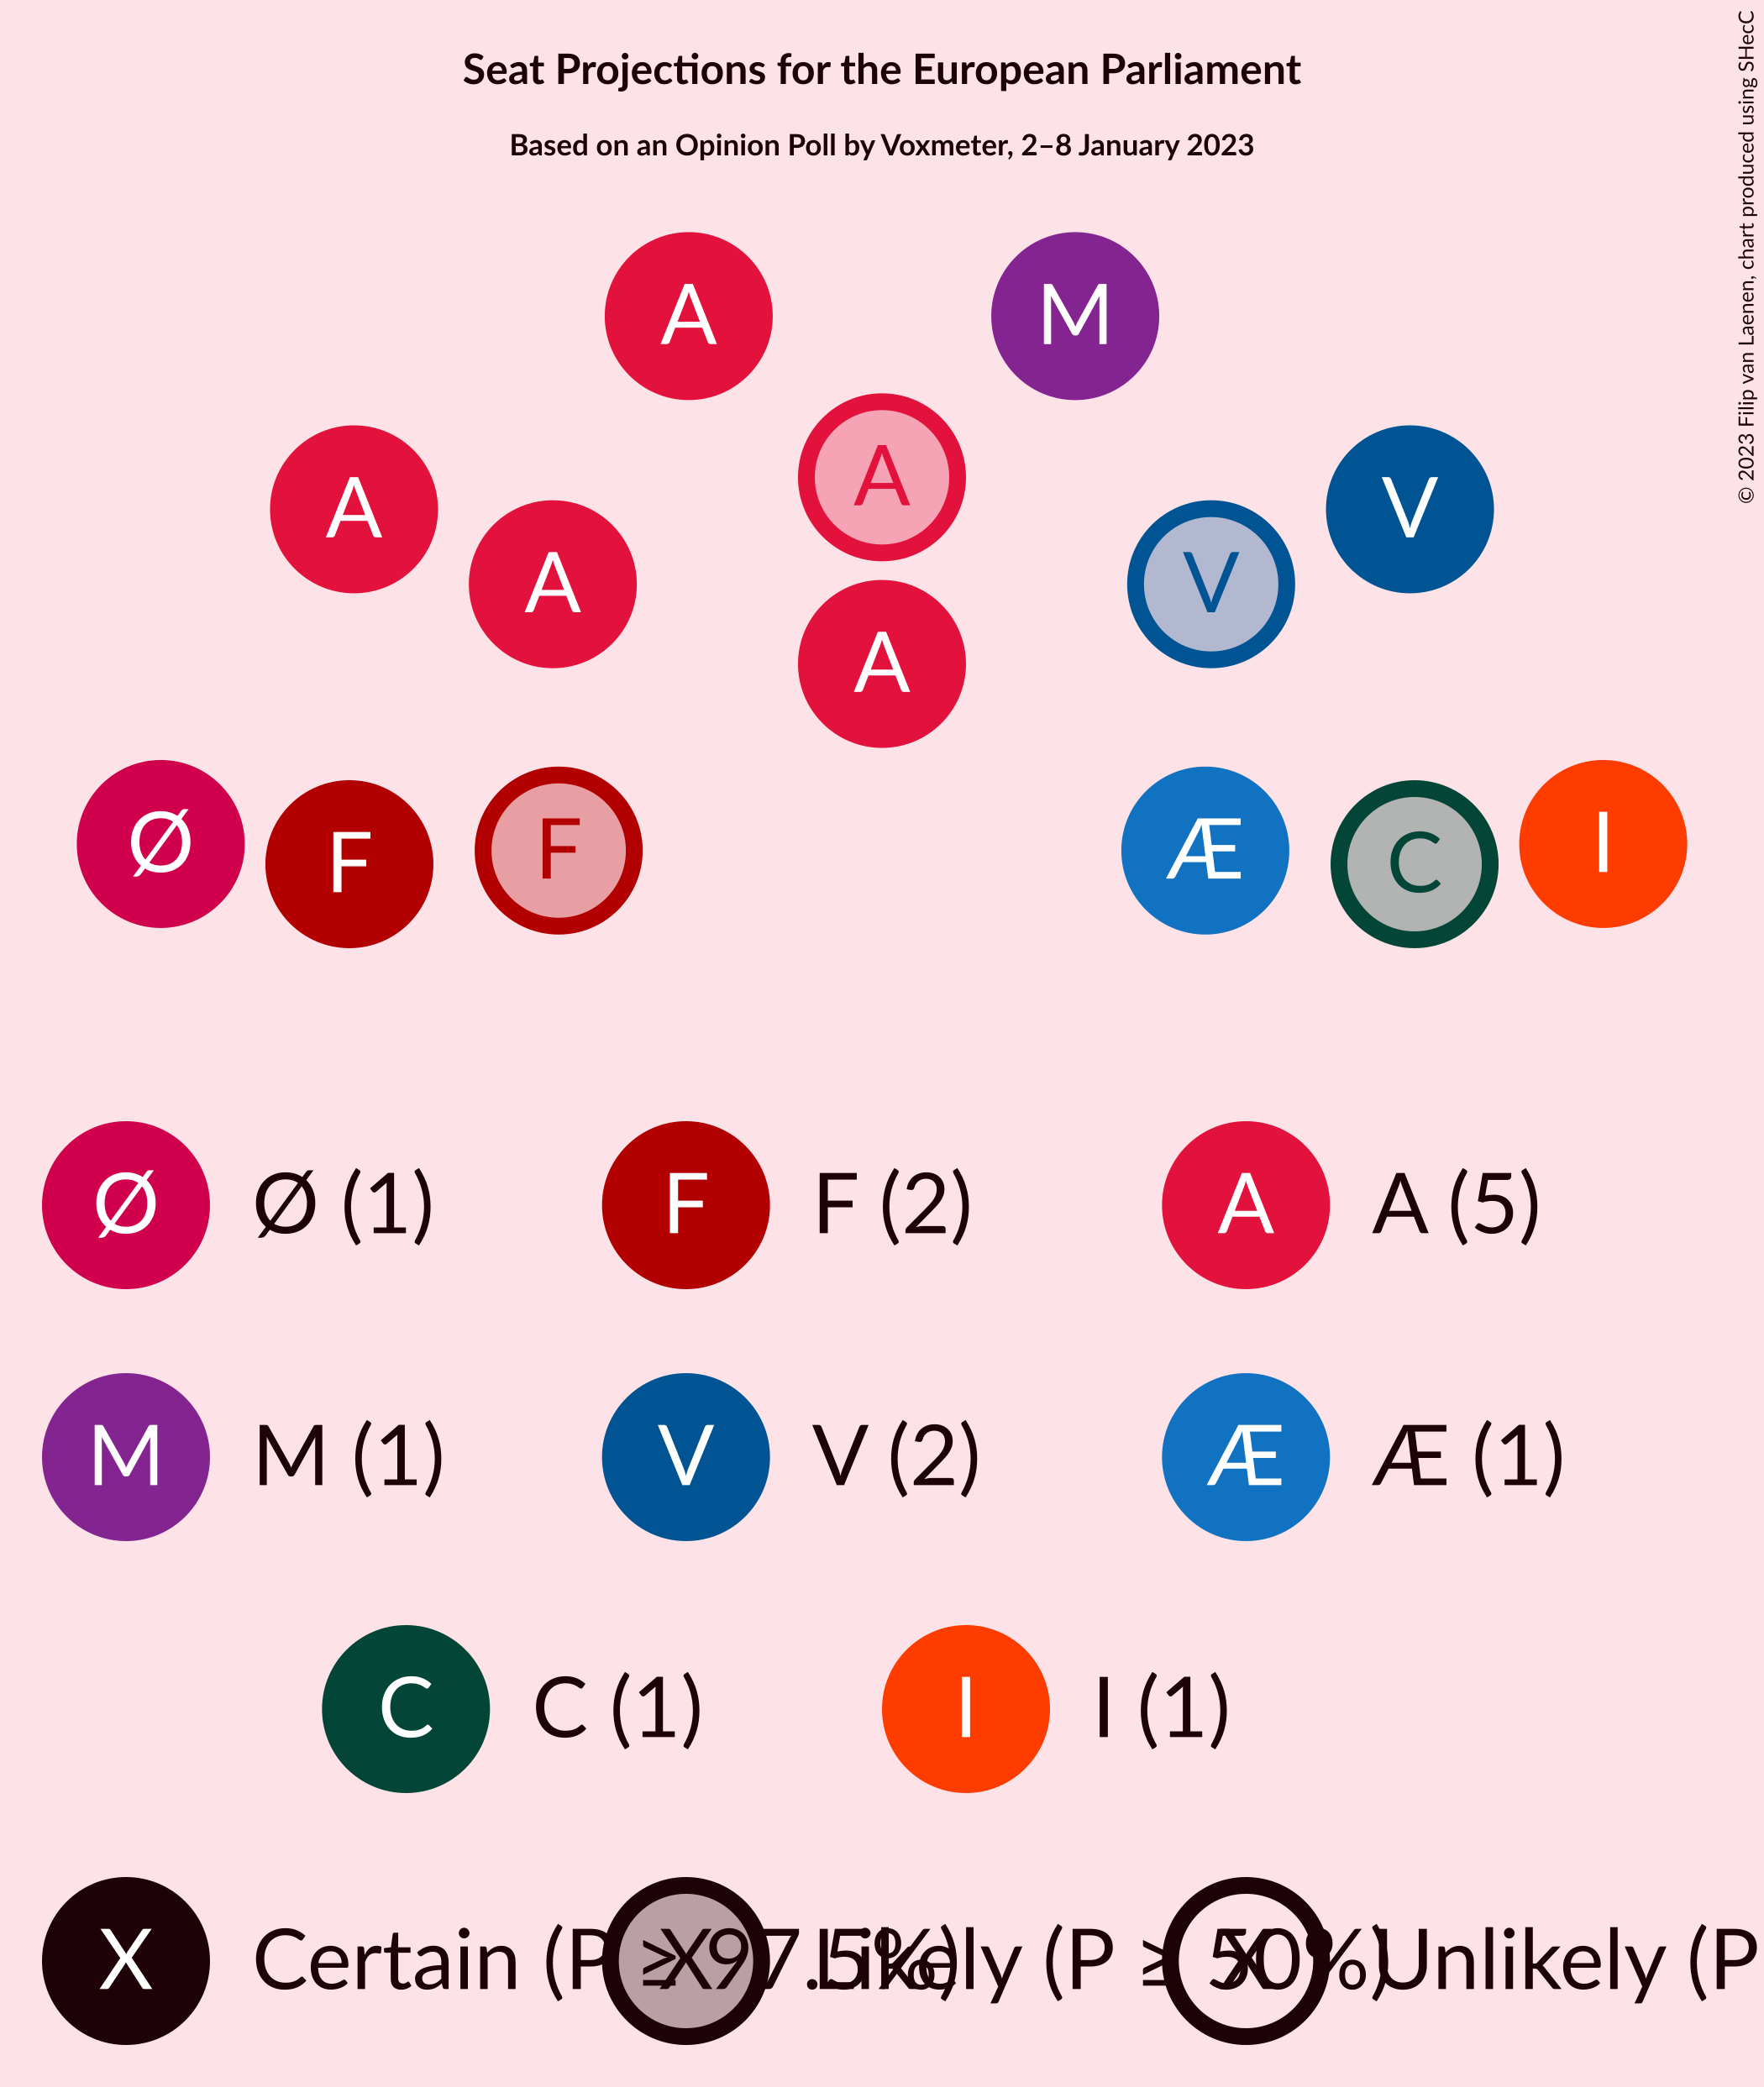 Seat Projections for the European Parliament
Based on an Opinion Poll by Voxmeter, 2–8 January 2023
© 2023 Filip van Laenen, chart produced using SHecC
A M
A
A V
A V
A
Ø F F Æ C I
Ø Ø (1) F F (2) A A (5)
M M (1) V V (2) Æ Æ (1)
C C (1) I I (1)
X Certain (P ≥ 97.5%) X Likely (P ≥ 50%) X Unlikely (P